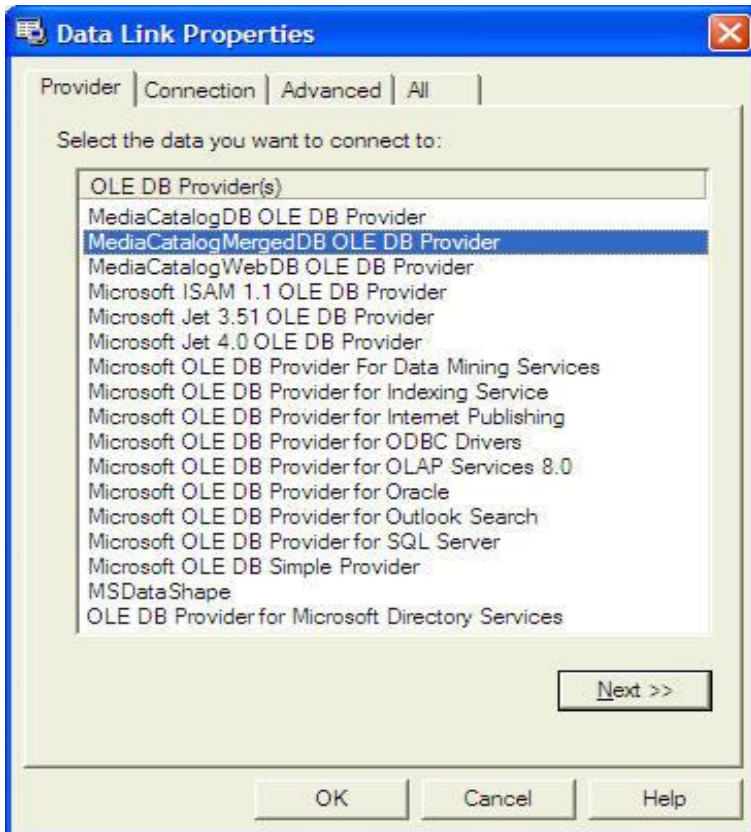 Data Link Properties
Provider Connection Advanced All
Select the data you want to connect to:
OLE DB Provider(s)
MediaCatalogDB OLE DB Provider
MediaCatalogMergedDB OLE DB Provider
MediaCatalogWebDB OLE DB Provider
Microsoft ISAM 1.1 OLE DB Provider
Microsoft Jet 3.51 OLE DB Provider
Microsoft Jet 4.0 OLE DB Provider
Microsoft OLE DB Provider For Data Mining Services
Microsoft OLE DB Provider for Indexing Service
Microsoft OLE DB Provider for Internet Publishing
Microsoft OLE DB Provider for ODBC Drivers
Microsoft OLE DB Provider for OLAP Services 8.0
Microsoft OLE DB Provider for Oracle
Microsoft OLE DB Provider for Outlook Search
Microsoft OLE DB Provider for SQL Server
Microsoft OLE DB Simple Provider
MSDataShape
OLE DB Provider for Microsoft Directory Services
Next >>
OK Cancel Help